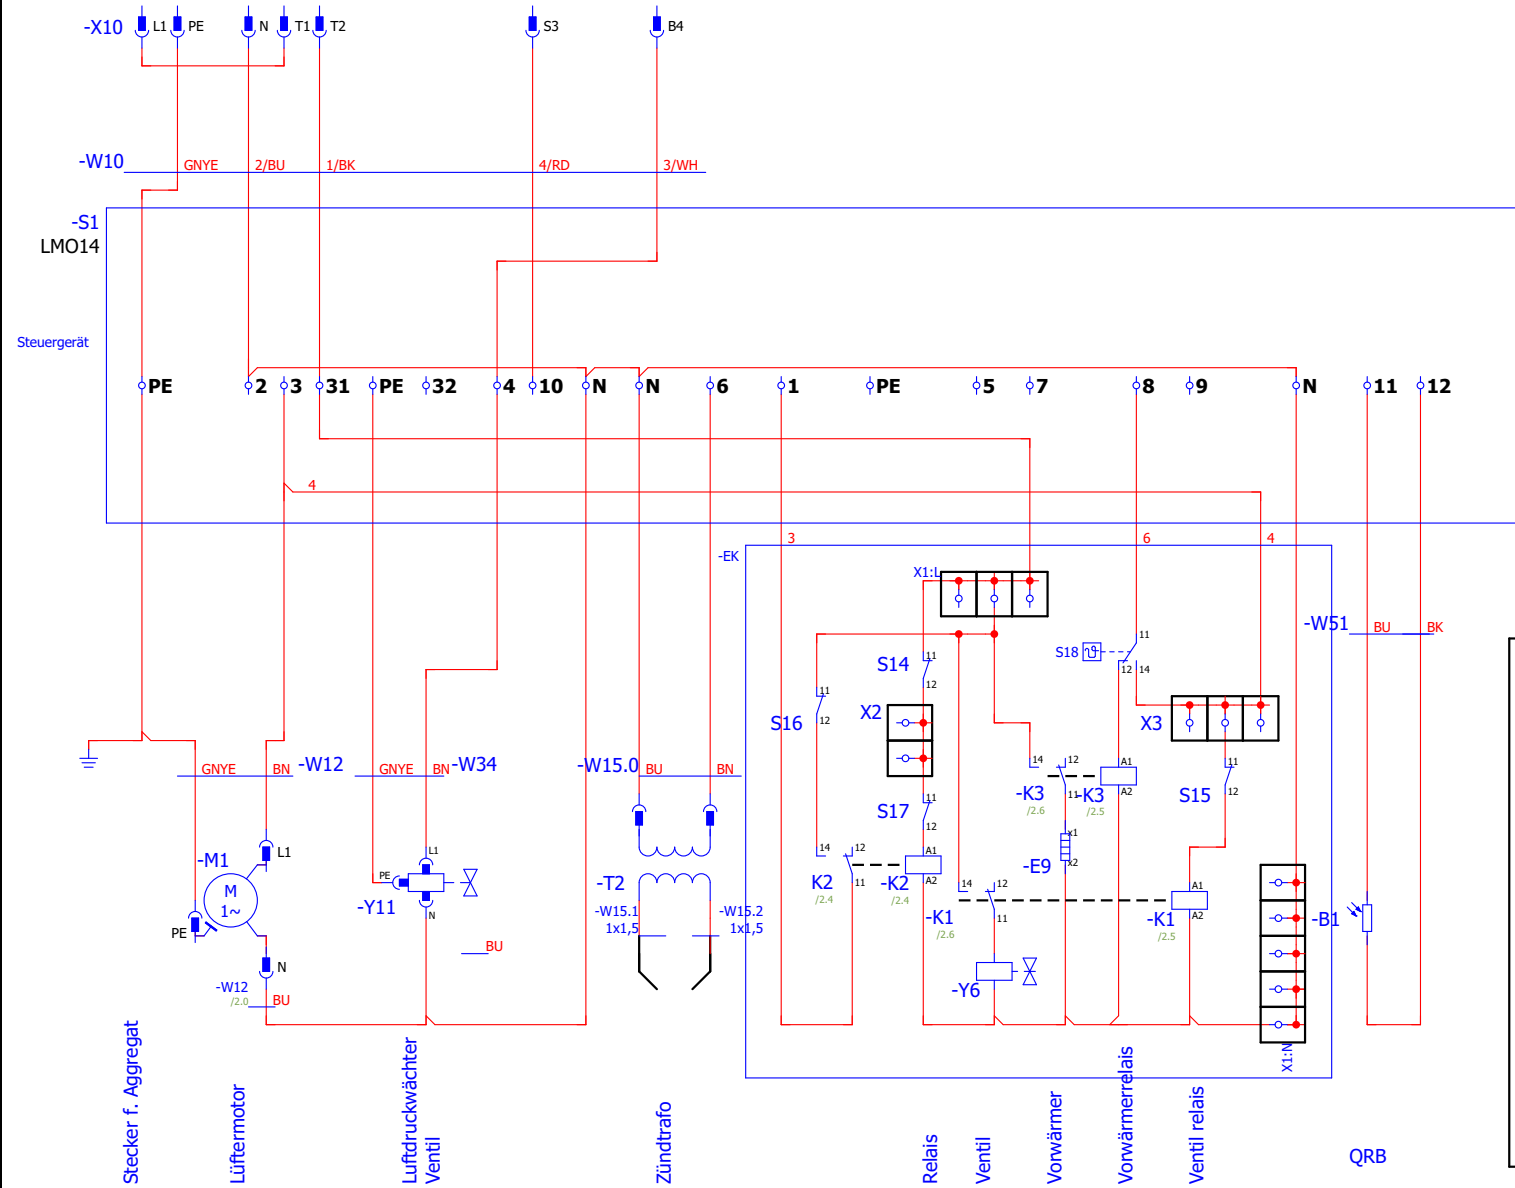 -X10 L1 PE N T1 T2 S3 B4
-W10 GNYE 2/BU 1/BK 4/RD 3/WH
-S1
LMO14
Steuergerät
PE 2 3 31 PE 32 4 10 N N 6 1 PE 5 7 8 9 N 11 12
4
3 6 4
-EK
X1:L
-W51 BU BK
S14 11 12
S18 11 12 14
S16 11 12
X2
X3
GNYE BN -W12 GNYE BN -W34 -W15.0 BU BN
14 12 11 -K3 /2.6
A1 A2 -K3 /2.5
S15 11 12
S17 11 12
x1 x2 -E9
-M1 L1
M
1~
PE
N
L1
PE
N
-Y11
-T2
-W15.1
1x1,5
-W15.2
1x1,5
14 12 11 K2 /2.4
A1 A2 -K2 /2.4
14 12 11 -K1 /2.6
A1 A2 -K1 /2.5
-B1
BU
-Y6
-W12
/2.0
BU
X1:N
Stecker f. Aggregat
Lüftermotor
Luftdruckwächter
Ventil
Zündtrafo
Relais
Ventil
Vorwärmer
Vorwärmerrelais
Ventil relais
QRB